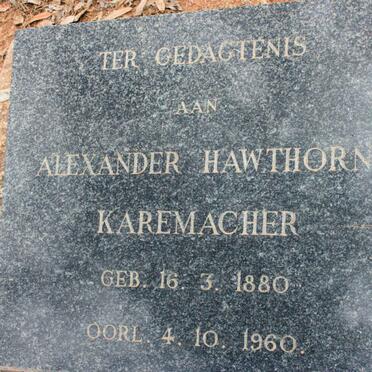 TER GEDAGTENIS
AAN
ALEXANDER HAWTHORN
KAREMACHER
GEB. 16. 3. 1880
OORL. 4. 10. 1960.